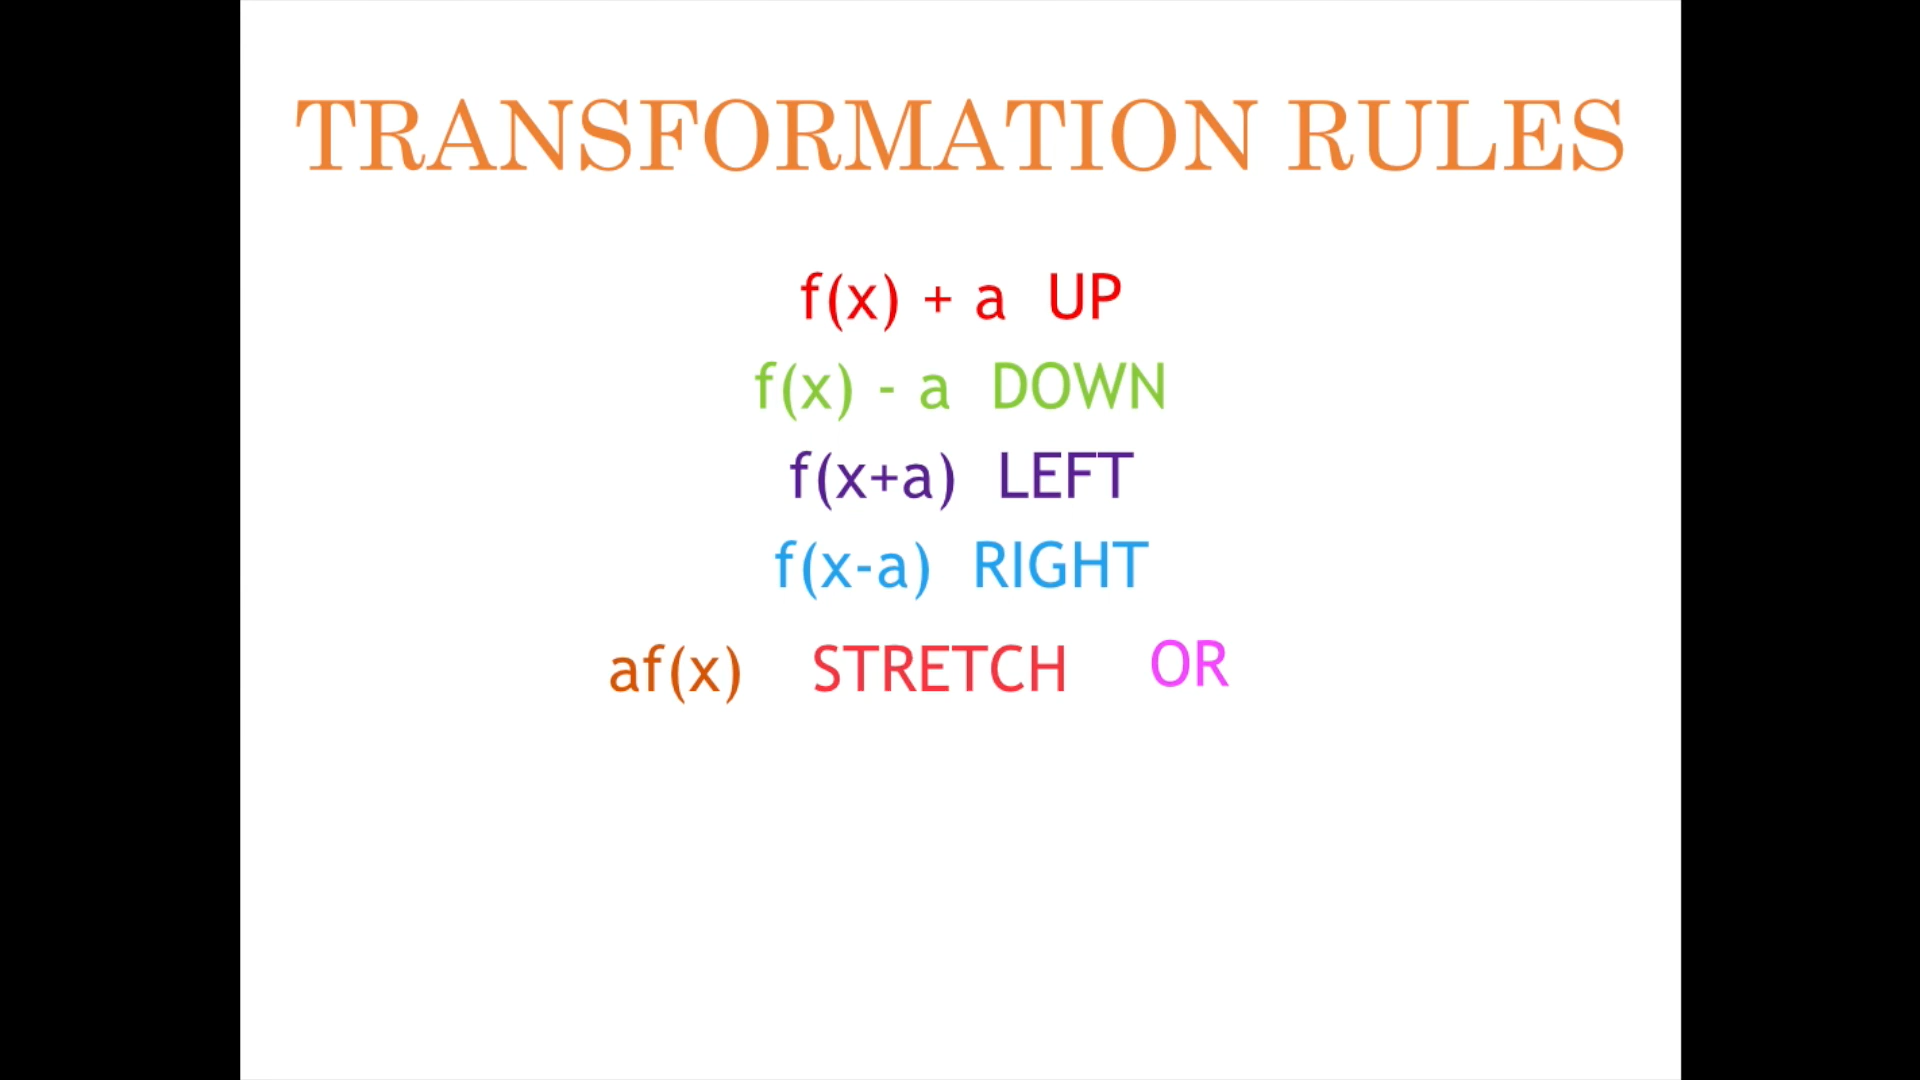 TRANSFORMATION RULES
f(x) + a UP
f(x) - a DOWN
f(x+a) LEFT
f(x-a) RIGHT
af(x) STRETCH OR